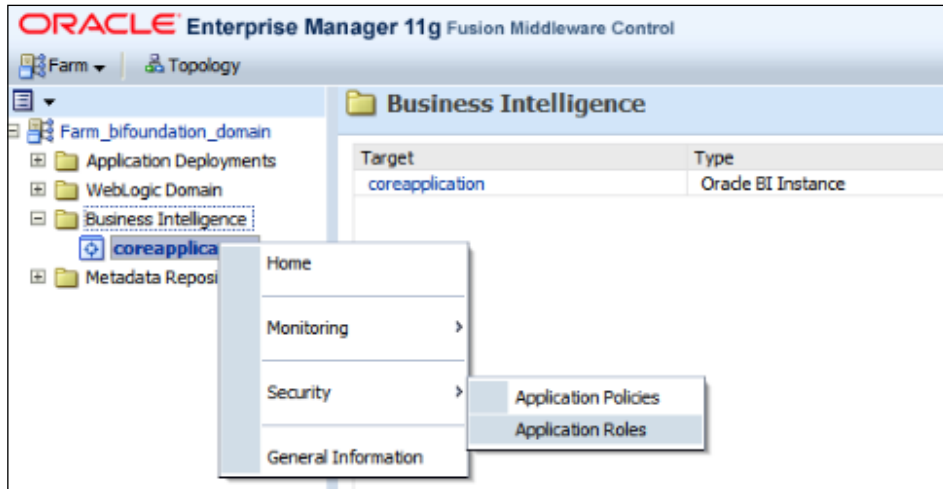 ORACLE Enterprise Manager 11g Fusion Middleware Control
Farm Topology
Business Intelligence
Farm_bifoundation_domain
Application Deployments
WebLogic Domain
Business Intelligence
coreapplica
Metadata Reposi
Target Type
coreapplication Oracle BI Instance
Home
Monitoring
Security
General Information
Application Policies
Application Roles